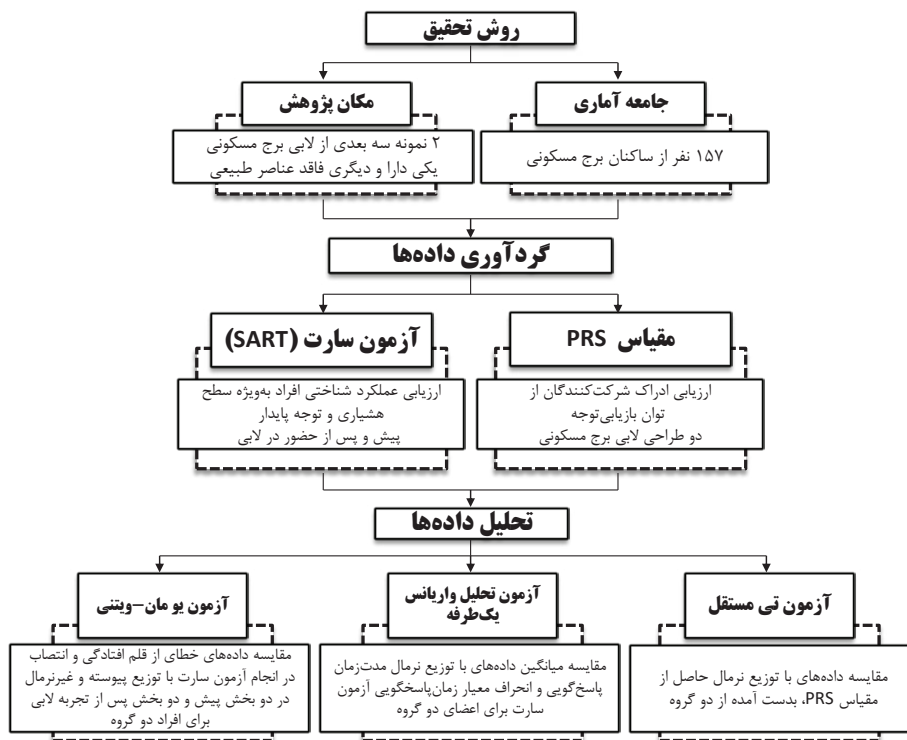 روش تحقیق
جامعه آماری
۱۵۷ نفر از ساکنان برج مسکونی
مکان پژوهش
۲ نمونه سه بعدی از لابی برج مسکونی
یکی دارا و دیگری فاقد عناصر طبیعی
گردآوری داده‌ها
مقیاس PRS
ارزیابی ادراک شرکت‌کنندگان از
توان بازیابی‌توجه
دو طراحی لابی برج مسکونی
آزمون سارت (SART)
ارزیابی عملکرد شناختی افراد به‌ویژه سطح
هشیاری و توجه پایدار
پیش و پس از حضور در لابی
تحلیل داده‌ها
آزمون تی مستقل
مقایسه داده‌های با توزیع نرمال حاصل از
مقیاس PRS، بدست آمده از دو گروه
آزمون تحلیل واریانس
یک‌طرفه
مقایسه میانگین داده‌های با توزیع نرمال مدت‌زمان
پاسخ‌گویی و انحراف معیار زمان‌پاسخگویی آزمون
سارت برای اعضای دو گروه
آزمون یو مان–ویتنی
مقایسه داده‌های خطای از قلم افتادگی و انتصاب
در انجام آزمون سارت با توزیع پیوسته و غیرنرمال
در دو بخش پیش و دو بخش پس از تجربه لابی
برای افراد دو گروه